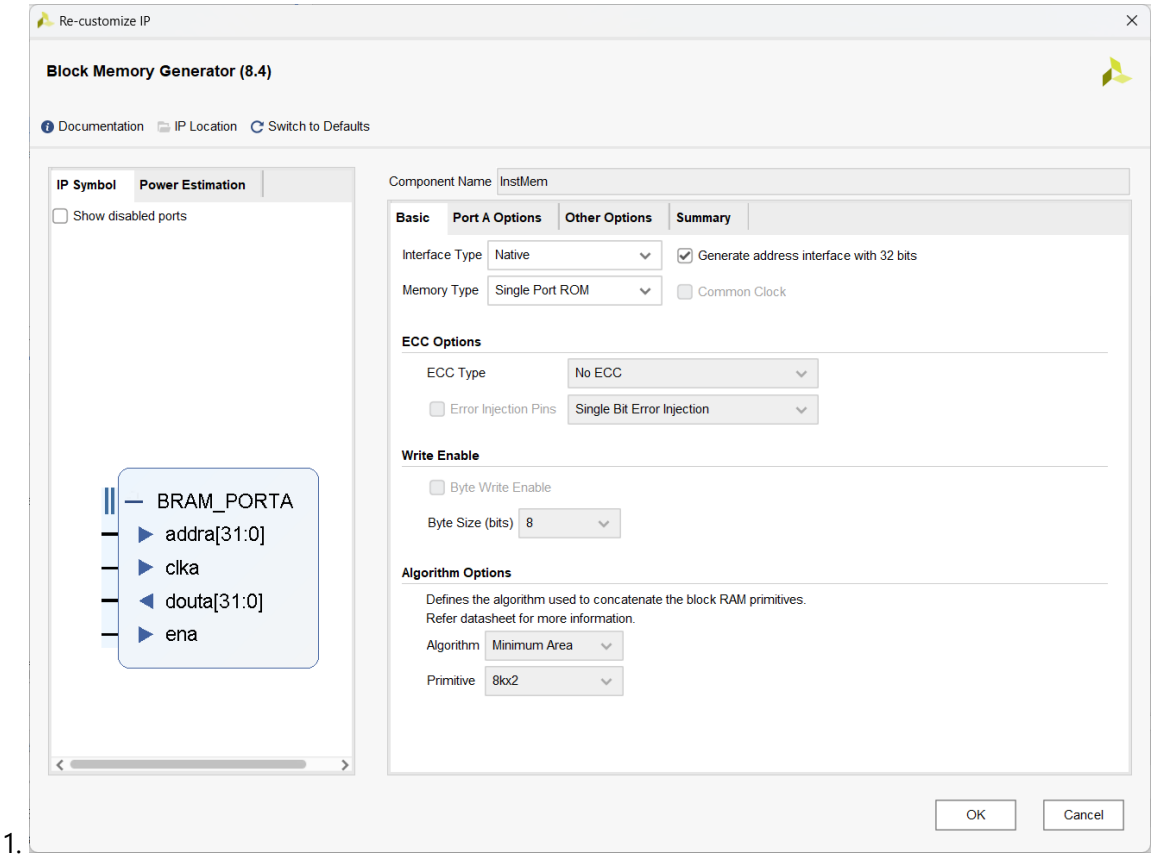 Re-customize IP
Block Memory Generator (8.4)
Documentation IP Location Switch to Defaults
IP Symbol Power Estimation
Show disabled ports
BRAM_PORTA
addra[31:0]
clka
douta[31:0]
ena
Component Name InstMem
Basic Port A Options Other Options Summary
Interface Type Native Generate address interface with 32 bits
Memory Type Single Port ROM Common Clock
ECC Options
ECC Type No ECC
Error Injection Pins Single Bit Error Injection
Write Enable
Byte Write Enable
Byte Size (bits) 8
Algorithm Options
Defines the algorithm used to concatenate the block RAM primitives.
Refer datasheet for more information.
Algorithm Minimum Area
Primitive 8kx2
OK Cancel
1.